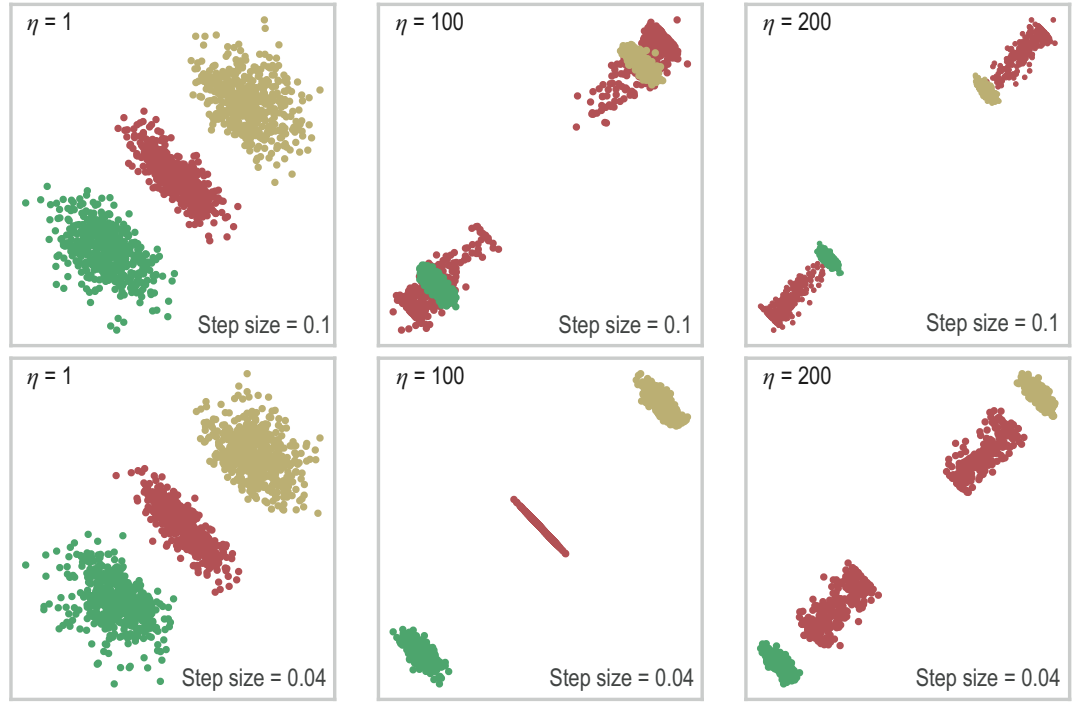 η = 1
η = 100
η = 200
Step size = 0.1
Step size = 0.1
Step size = 0.1
η = 1
η = 100
η = 200
Step size = 0.04
Step size = 0.04
Step size = 0.04